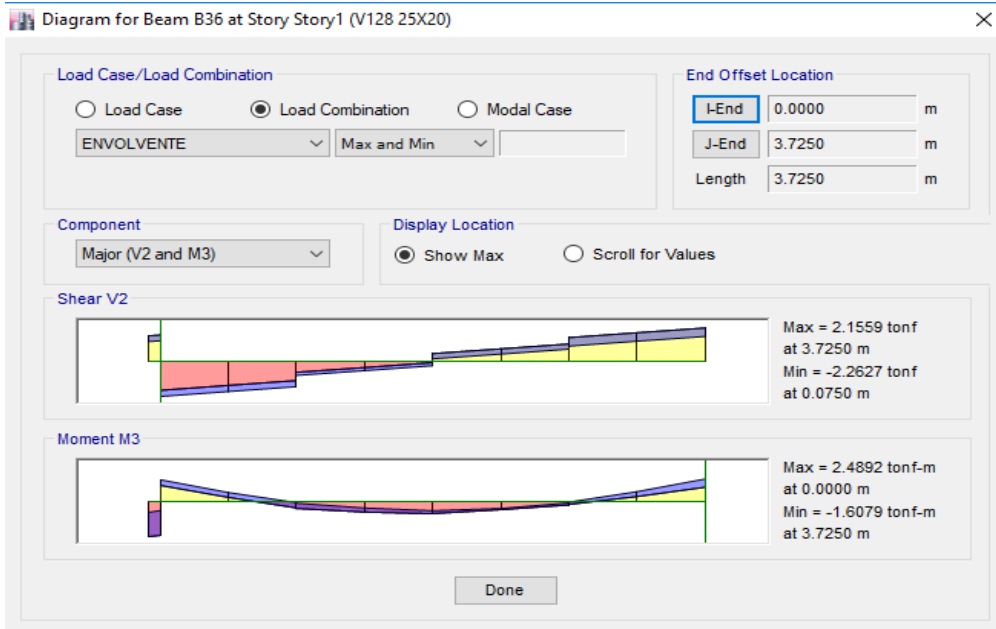 Diagram for Beam B36 at Story Story1 (V128 25X20)
Load Case/Load Combination
Load Case Load Combination Modal Case
ENVOLVENTE Max and Min
End Offset Location
I-End 0.0000 m
J-End 3.7250 m
Length 3.7250 m
Component
Major (V2 and M3)
Display Location
Show Max Scroll for Values
Shear V2
Max = 2.1559 tonf
at 3.7250 m
Min = -2.2627 tonf
at 0.0750 m
Moment M3
Max = 2.4892 tonf-m
at 0.0000 m
Min = -1.6079 tonf-m
at 3.7250 m
Done